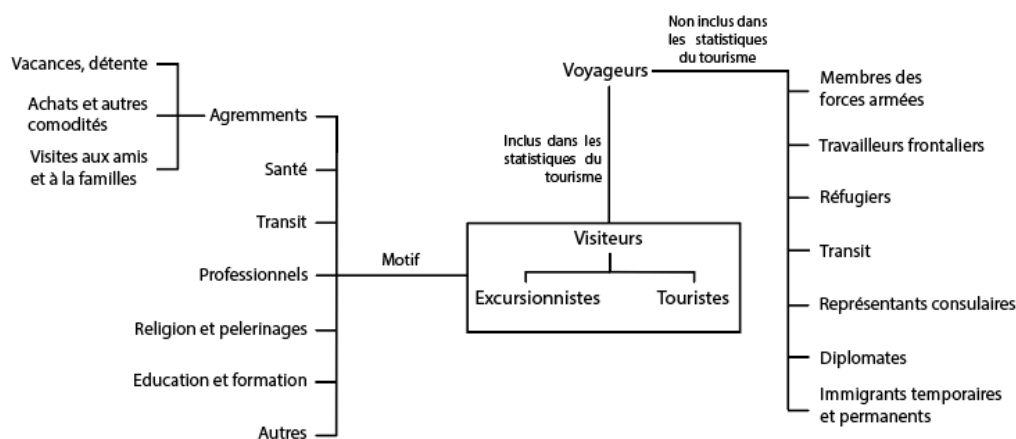 Vacances, détente
Achats et autres
comodités
Visites aux amis
et à la familles
Agremments
Santé
Transit
Professionnels
Religion et pelerinages
Education et formation
Autres
Motif
Voyageurs
Inclus dans les
statistiques du
tourisme
Visiteurs
Excursionnistes
Touristes
Non inclus dans
les statistiques
du tourisme
Membres des
forces armées
Travailleurs frontaliers
Réfugiers
Transit
Représentants consulaires
Diplomates
Immigrants temporaires
et permanents